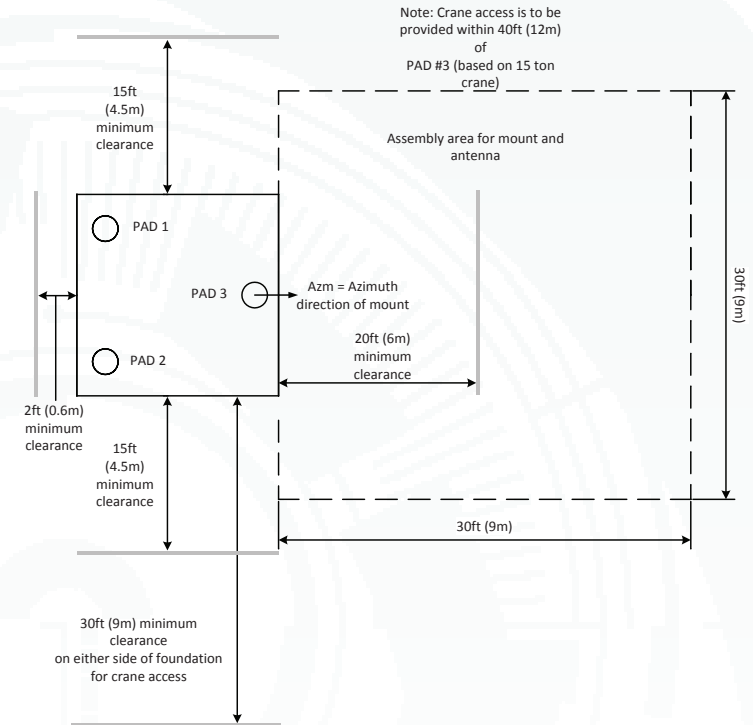 Note: Crane access is to be
provided within 40ft (12m)
of
PAD #3 (based on 15 ton
crane)
15ft
(4.5m)
minimum
clearance
Assembly area for mount and
antenna
PAD 1
PAD 3
Azm = Azimuth
direction of mount
30ft (9m)
PAD 2
20ft (6m)
minimum
clearance
2ft (0.6m)
minimum
clearance
15ft
(4.5m)
minimum
clearance
30ft (9m)
30ft (9m) minimum
clearance
on either side of foundation
for crane access